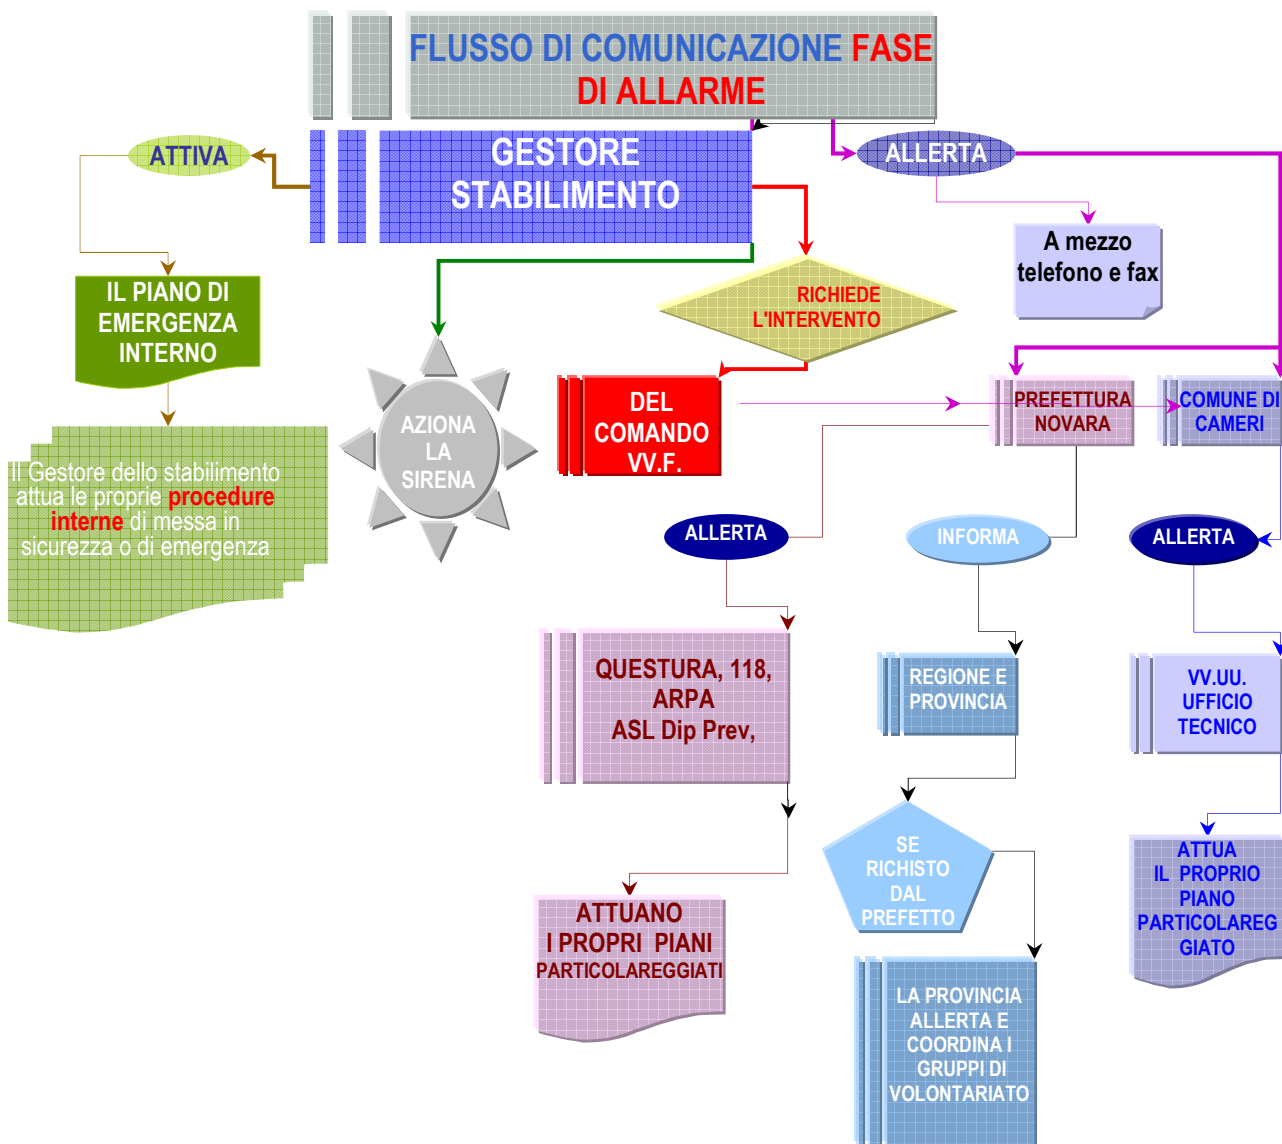 FLUSSO DI COMUNICAZIONE FASE
DI ALLARME
GESTORE
STABILIMENTO
ATTIVA
ALLERTA
A mezzo
telefono e fax
IL PIANO DI
EMERGENZA
INTERNO
RICHIEDE
L'INTERVENTO
AZIONA
LA
SIRENA
DEL
COMANDO
VV.F.
PREFETTURA
NOVARA
COMUNE DI
CAMERI
Il Gestore dello stabilimento
attua le proprie procedure
interne di messa in
sicurezza o di emergenza
ALLERTA
INFORMA
ALLERTA
QUESTURA, 118,
ARPA
ASL Dip Prev,
REGIONE E
PROVINCIA
VV.UU.
UFFICIO
TECNICO
SE
RICHISTO
DAL
PREFETTO
ATTUA
IL PROPRIO
PIANO
PARTICOLAREG
GIATO
ATTUANO
I PROPRI PIANI
PARTICOLAREGGIATI
LA PROVINCIA
ALLERTA E
COORDINA I
GRUPPI DI
VOLONTARIATO